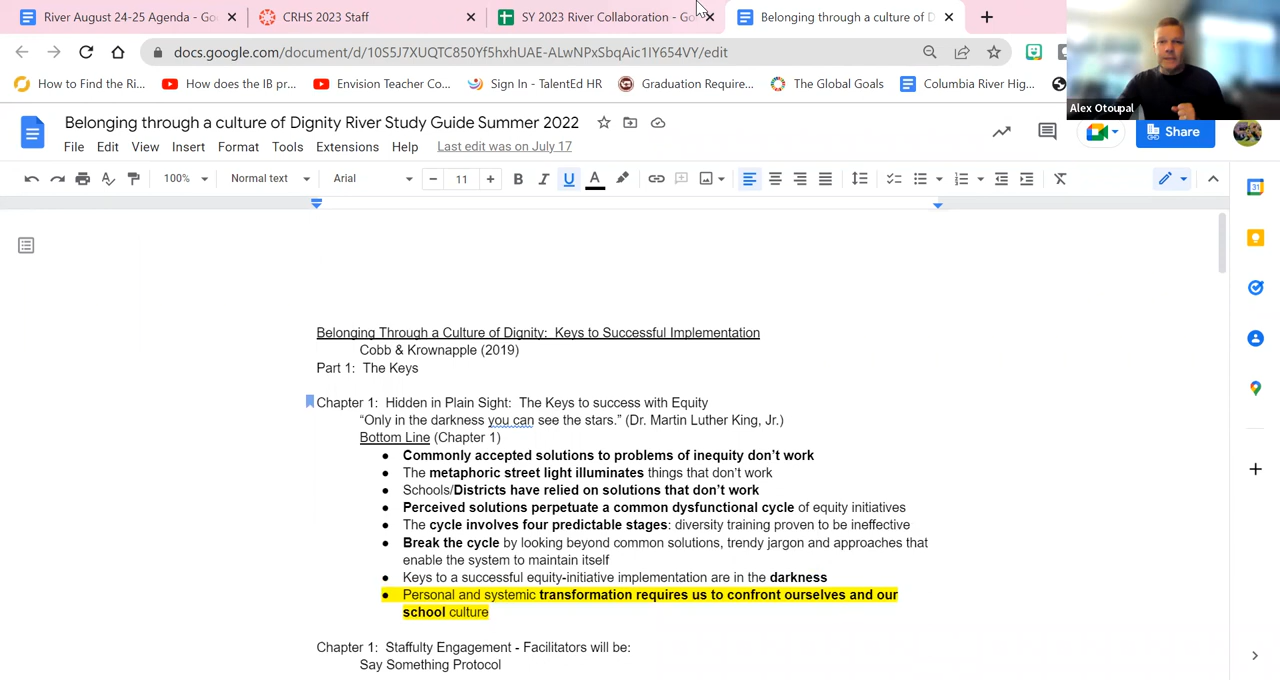 River August 24-25 Agenda - Go
CRHS 2023 Staff
SY 2023 River Collaboration - Go
Belonging through a culture of D
docs.google.com/document/d/10S5J7XUQTC859Yf5hxhUAE-ALwNPxSbqAic1IY654VY/edit
How to Find the Ri...
How does the IB pr...
Envision Teacher Co...
Sign In - TalentEd HR
Graduation Require...
The Global Goals
Columbia River Hig...
Alex Otoupal
Belonging through a culture of Dignity River Study Guide Summer 2022
File Edit View Insert Format Tools Extensions Help Last edit was on July 17
Share
100% Normal text Arial 11 B I U A
31
Belonging Through a Culture of Dignity: Keys to Successful Implementation
Cobb & Krownapple (2019)
Part 1: The Keys
Chapter 1: Hidden in Plain Sight: The Keys to success with Equity
“Only in the darkness you can see the stars.” (Dr. Martin Luther King, Jr.)
Bottom Line (Chapter 1)
● Commonly accepted solutions to problems of inequity don’t work
● The metaphoric street light illuminates things that don’t work
● Schools/Districts have relied on solutions that don’t work
● Perceived solutions perpetuate a common dysfunctional cycle of equity initiatives
● The cycle involves four predictable stages: diversity training proven to be ineffective
● Break the cycle by looking beyond common solutions, trendy jargon and approaches that
enable the system to maintain itself
● Keys to a successful equity-initiative implementation are in the darkness
● Personal and systemic transformation requires us to confront ourselves and our
school culture
Chapter 1: Staffulty Engagement - Facilitators will be:
Say Something Protocol